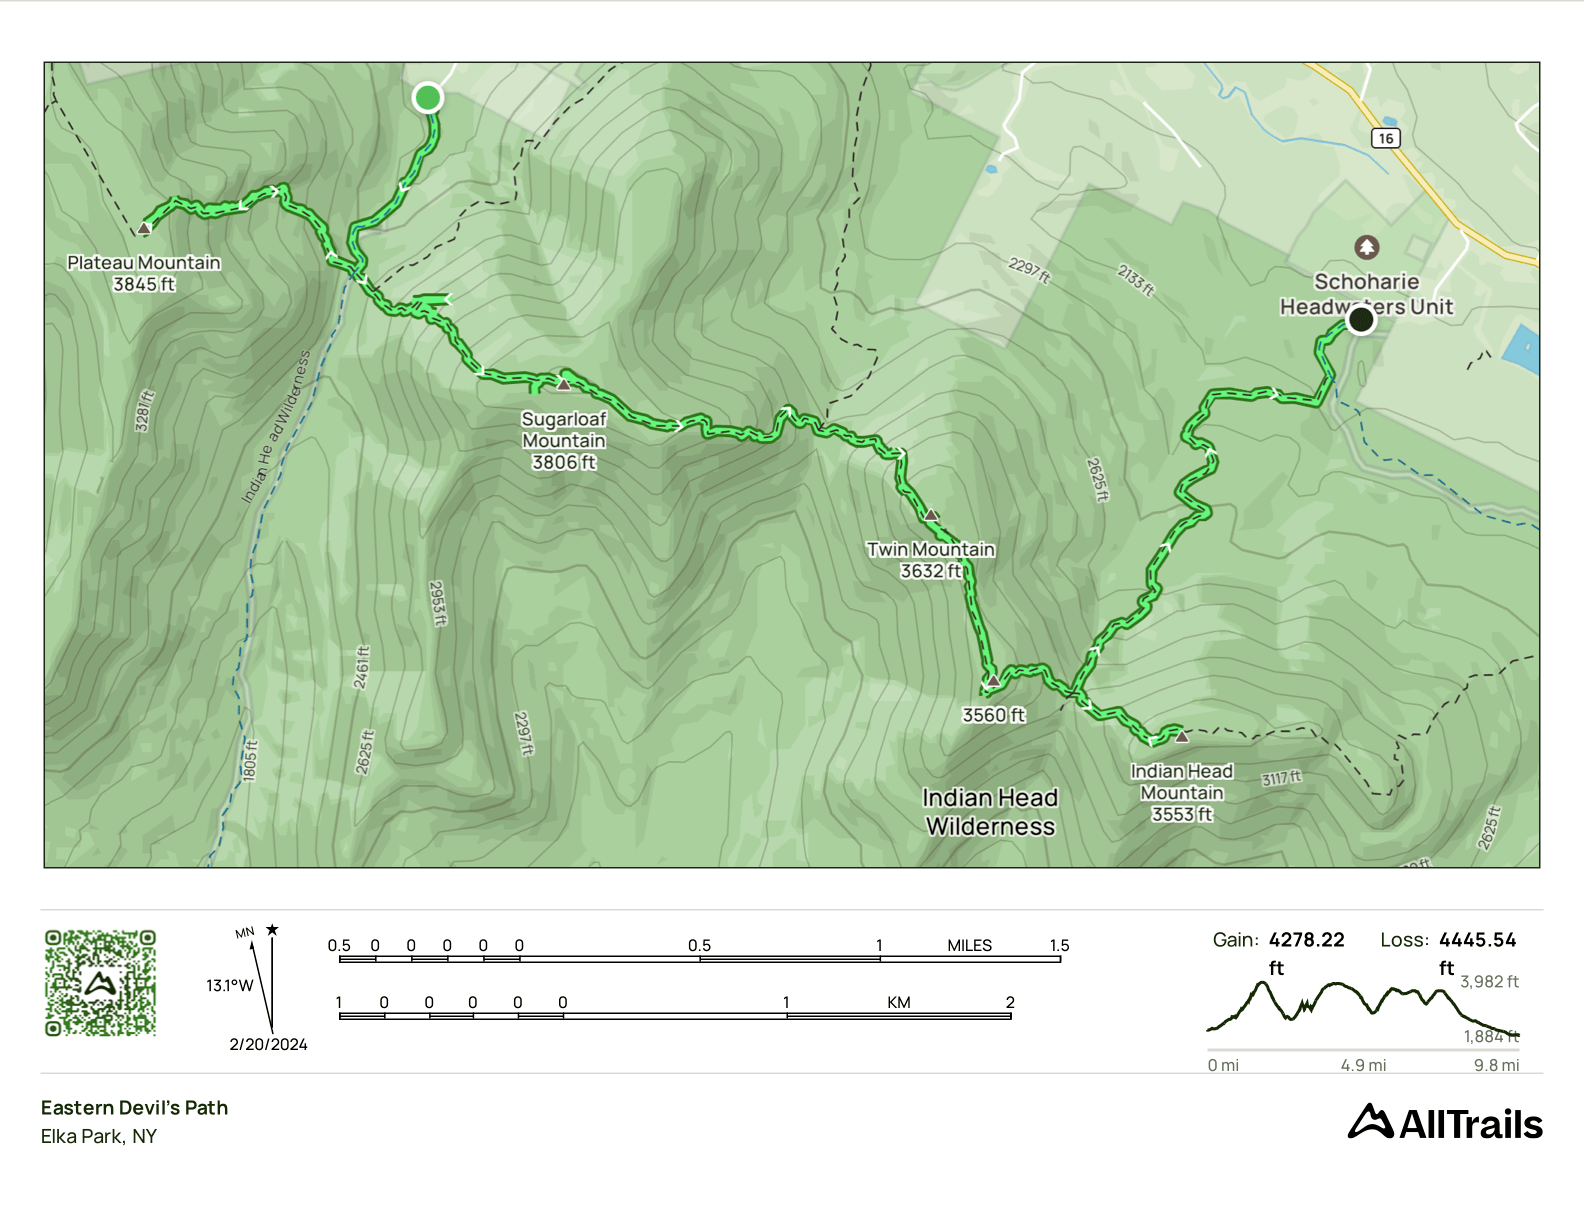 16
Plateau Mountain
3845 ft
Schoharie
Headwaters Unit
2297 ft
2133 ft
3281 ft
Indian He adWilderness
Sugarloaf
Mountain
3806 ft
2625 ft
Twin Mountain
3632 ft
2953 ft
2461 ft
2297 ft
2625 ft
1805 ft
3560 ft
Indian Head
Mountain
3553 ft
3117 ft
Indian Head
Wilderness
2625 ft
MN
13.1°W
2/20/2024
0.5 0 0 0 0 0 0.5 1 MILES 1.5
1 0 0 0 0 0 1 KM 2
Gain: 4278.22 ft
Loss: 4445.54 ft
3,982 ft
1,884 ft
0 mi 4.9 mi 9.8 mi
Eastern Devil's Path
Elka Park, NY
AllTrails